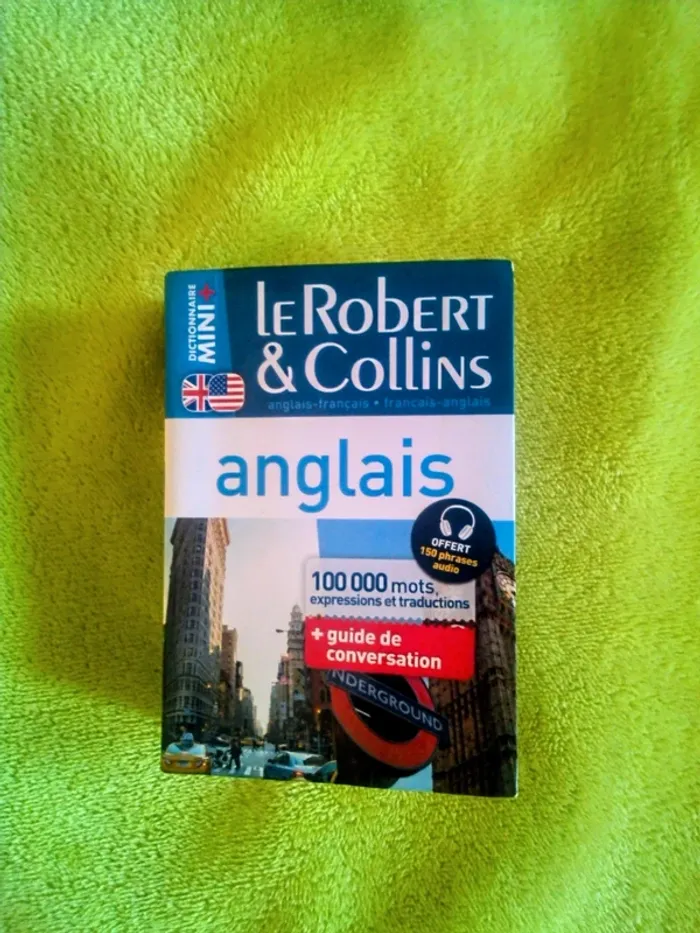 DICTIONNAIRE
MINI+
LE ROBERT
& COLLINS
anglais-français • français-anglais
anglais
OFFERT
150 phrases
audio
100 000 mots,
expressions et traductions
+ guide de
conversation
NDERGROUND